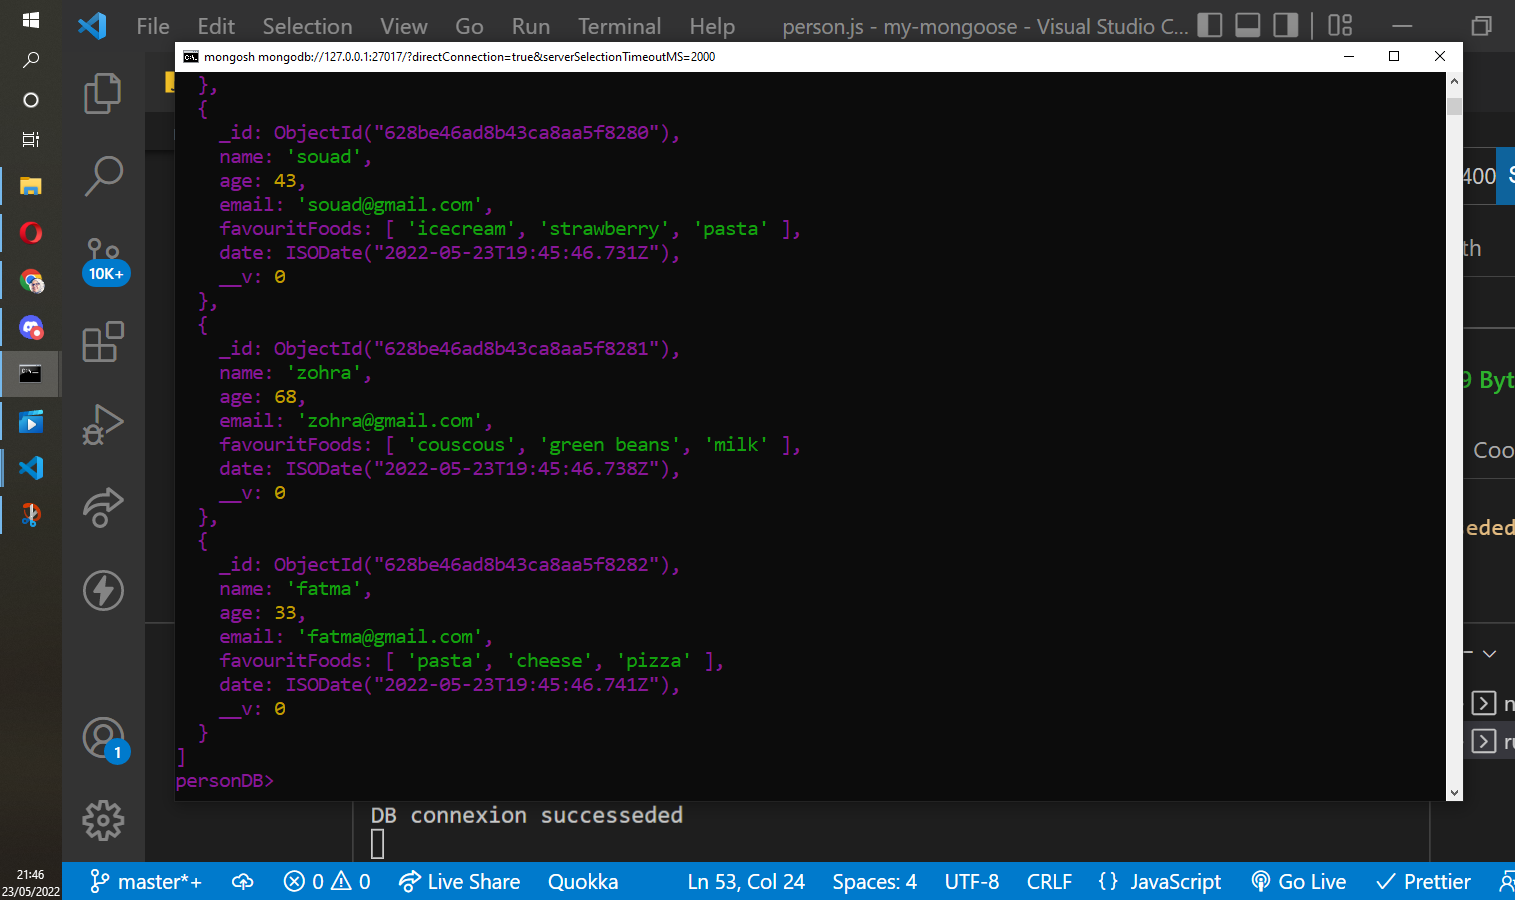 File Edit Selection View Go Run Terminal Help person.js - my-mongoose - Visual Studio C...
mongosh mongodb://127.0.0.1:27017/?directConnection=true&serverSelectionTimeoutMS=2000
},
{
_id: ObjectId("628be46ad8b43ca8aa5f8280"),
name: 'souad',
age: 43,
email: 'souad@gmail.com',
favouritFoods: [ 'icecream', 'strawberry', 'pasta' ],
date: ISODate("2022-05-23T19:45:46.731Z"),
__v: 0
},
{
_id: ObjectId("628be46ad8b43ca8aa5f8281"),
name: 'zohra',
age: 68,
email: 'zohra@gmail.com',
favouritFoods: [ 'couscous', 'green beans', 'milk' ],
date: ISODate("2022-05-23T19:45:46.738Z"),
__v: 0
},
{
_id: ObjectId("628be46ad8b43ca8aa5f8282"),
name: 'fatma',
age: 33,
email: 'fatma@gmail.com',
favouritFoods: [ 'pasta', 'cheese', 'pizza' ],
date: ISODate("2022-05-23T19:45:46.741Z"),
__v: 0
}
]
personDB>
10K+
1
400
9 Byt
Coo
eded
DB connexion successeded
master*+ 0 0 Live Share Quokka Ln 53, Col 24 Spaces: 4 UTF-8 CRLF {} JavaScript Go Live Prettier
21:46
23/05/2022